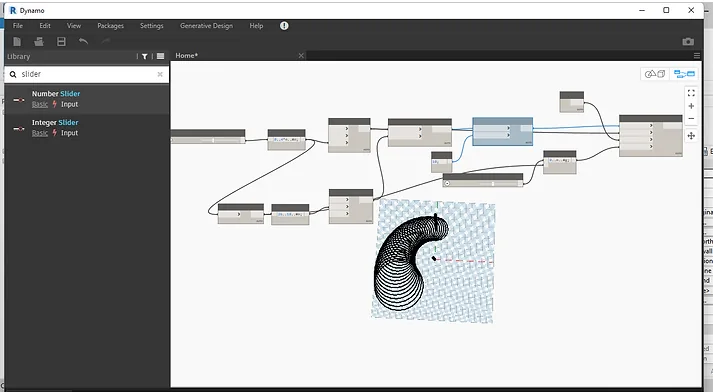 R Dynamo
File Edit View Packages Settings Generative Design Help
Library
Home*
slider
Number Slider
Basic Input
Integer Slider
Basic Input